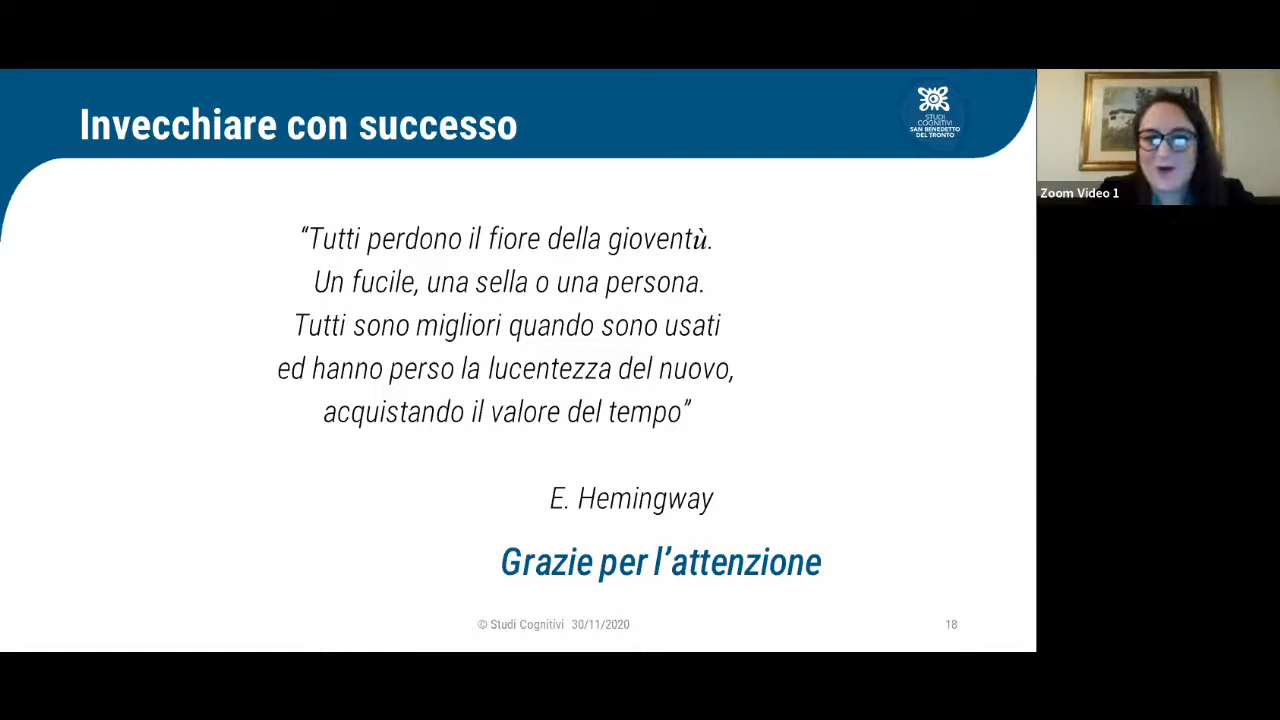 Invecchiare con successo
STUDI
COGNITIVI
SAN BENEDETTO
DEL TRONTO
Zoom Video 1
“Tutti perdono il fiore della gioventù.
Un fucile, una sella o una persona.
Tutti sono migliori quando sono usati
ed hanno perso la lucentezza del nuovo,
acquistando il valore del tempo”
E. Hemingway
Grazie per l’attenzione
© Studi Cognitivi 30/11/2020
18